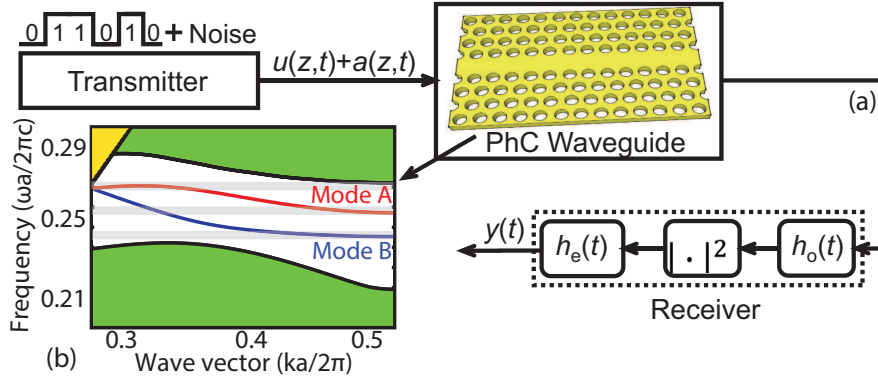 0 1 1 0 1 0 + Noise
Transmitter
u(z,t)+a(z,t)
PhC Waveguide
(a)
Frequency (ωa/2πc)
0.29
0.25
0.21
Mode A
Mode B
0.3 0.4 0.5
Wave vector (ka/2π)
(b)
y(t)
hₑ(t)
| . |²
hₒ(t)
Receiver